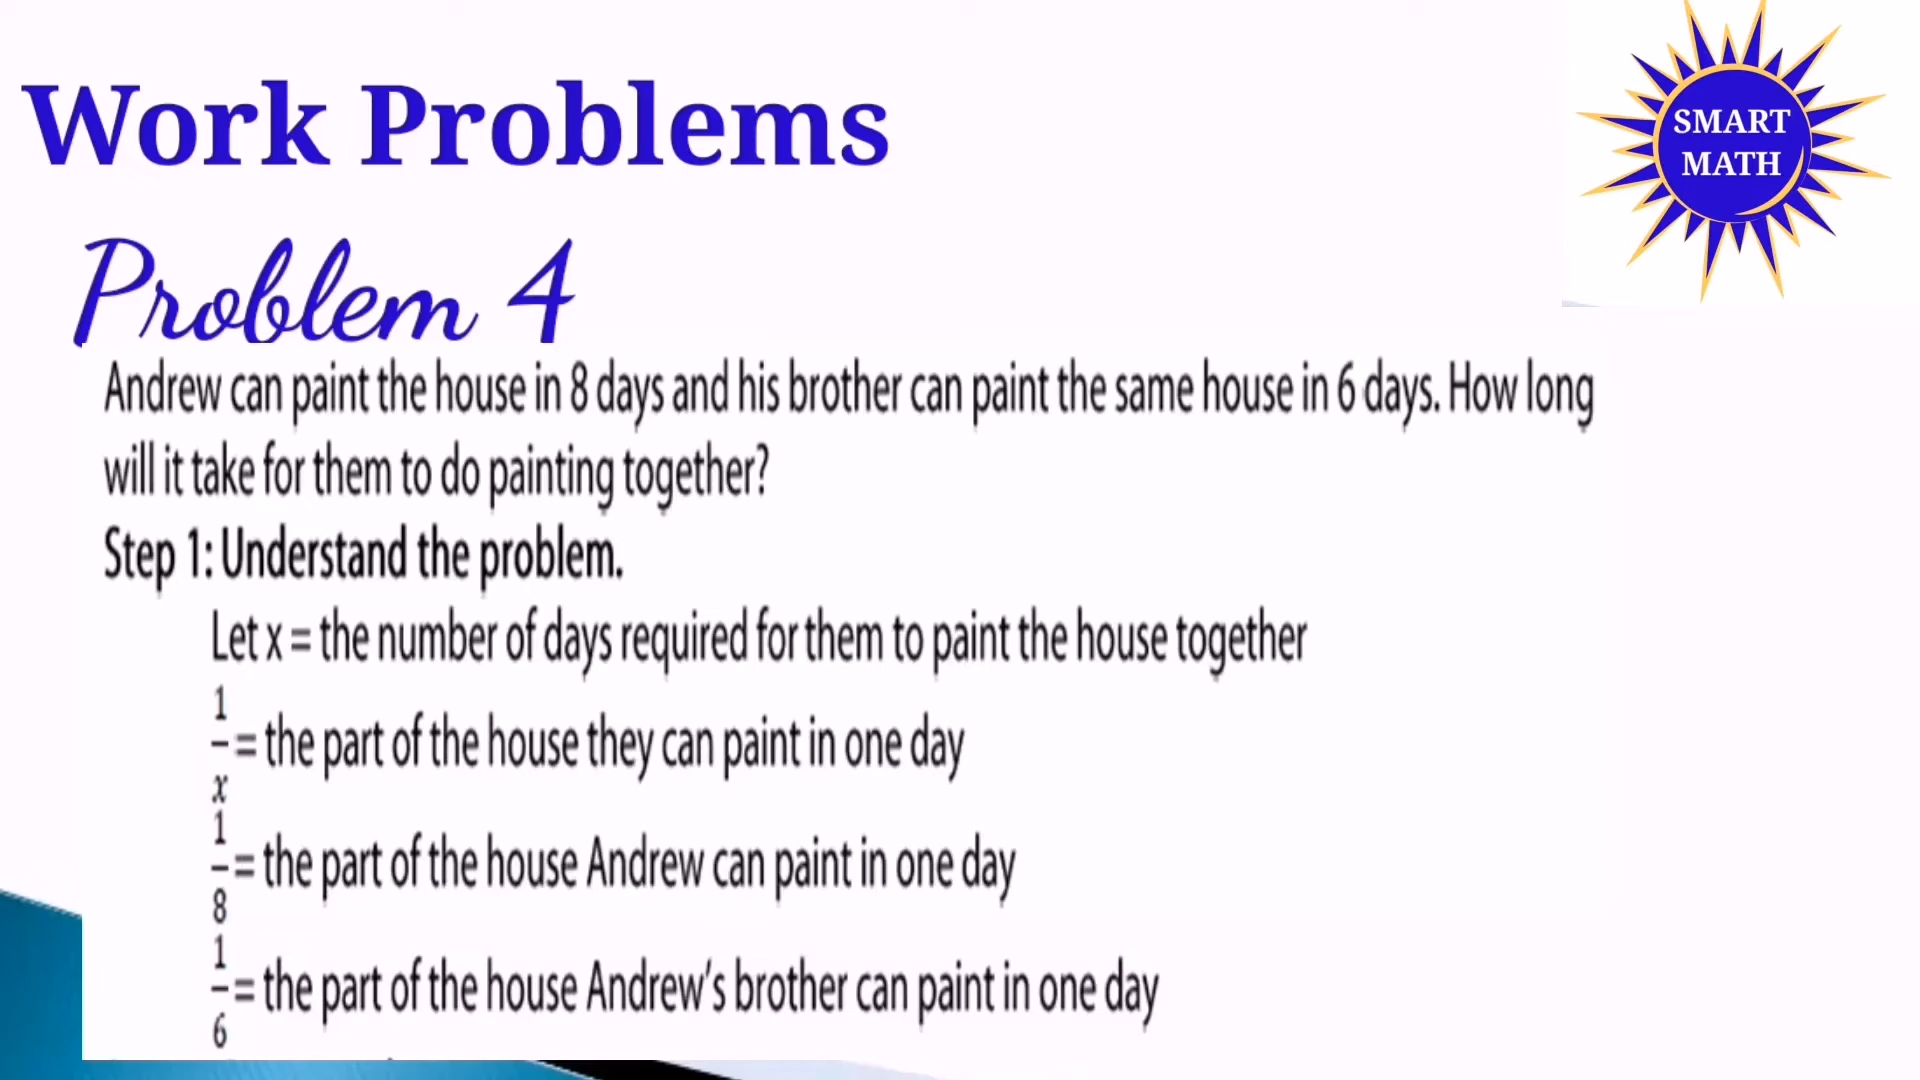 Work Problems
SMART
MATH
Problem 4
Andrew can paint the house in 8 days and his brother can paint the same house in 6 days. How long
will it take for them to do painting together?
Step 1: Understand the problem.
Let x = the number of days required for them to paint the house together
1/x = the part of the house they can paint in one day
1/8 = the part of the house Andrew can paint in one day
1/6 = the part of the house Andrew's brother can paint in one day